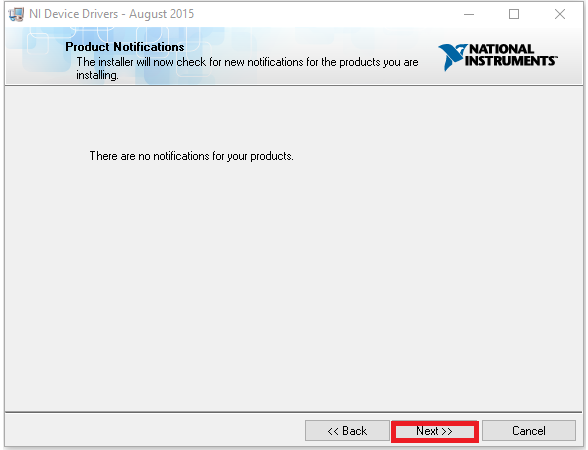 NI Device Drivers - August 2015
Product Notifications
The installer will now check for new notifications for the products you are
installing.
NATIONAL
INSTRUMENTS™
There are no notifications for your products.
<< Back
Next >>
Cancel